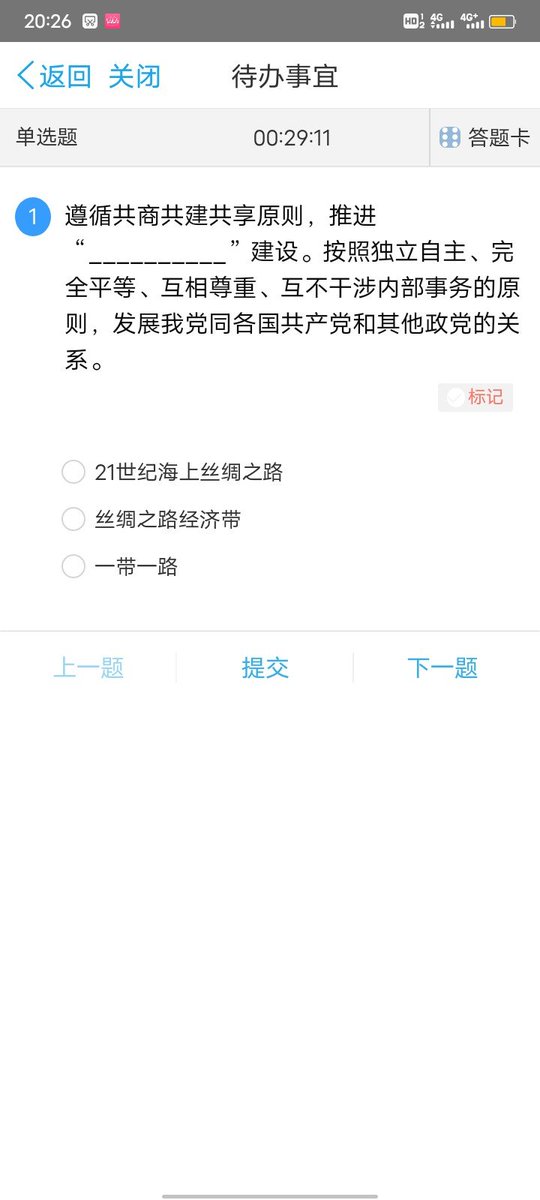 20:26 HD 1 2 4G 4G+
返回 关闭 待办事宜
单选题 00:29:11 答题卡
1 遵循共商共建共享原则，推进
“__________”建设。按照独立自主、完
全平等、互相尊重、互不干涉内部事务的原
则，发展我党同各国共产党和其他政党的关
系。
标记
21世纪海上丝绸之路
丝绸之路经济带
一带一路
上一题 提交 下一题